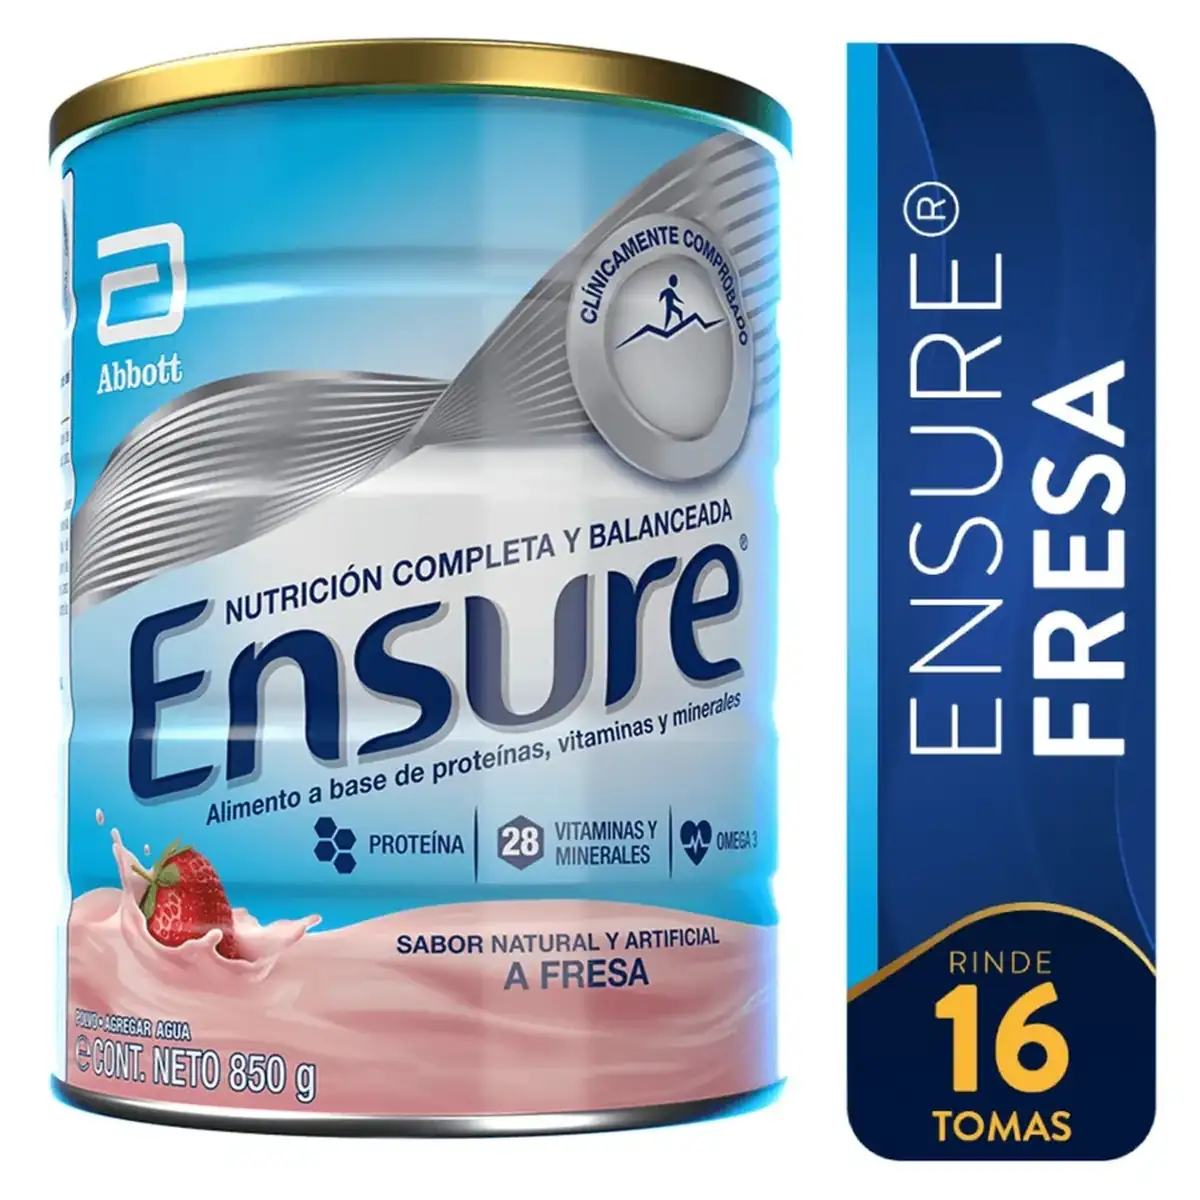 Abbott
CLÍNICAMENTE COMPROBADO
NUTRICIÓN COMPLETA Y BALANCEADA
Ensure®
Alimento a base de proteínas, vitaminas y minerales
PROTEÍNA
28 VITAMINAS Y
MINERALES
OMEGA 3
SABOR NATURAL Y ARTIFICIAL
A FRESA
POLVO • AGREGAR AGUA
℮ CONT. NETO 850 g
ENSURE®
FRESA
RINDE
16
TOMAS